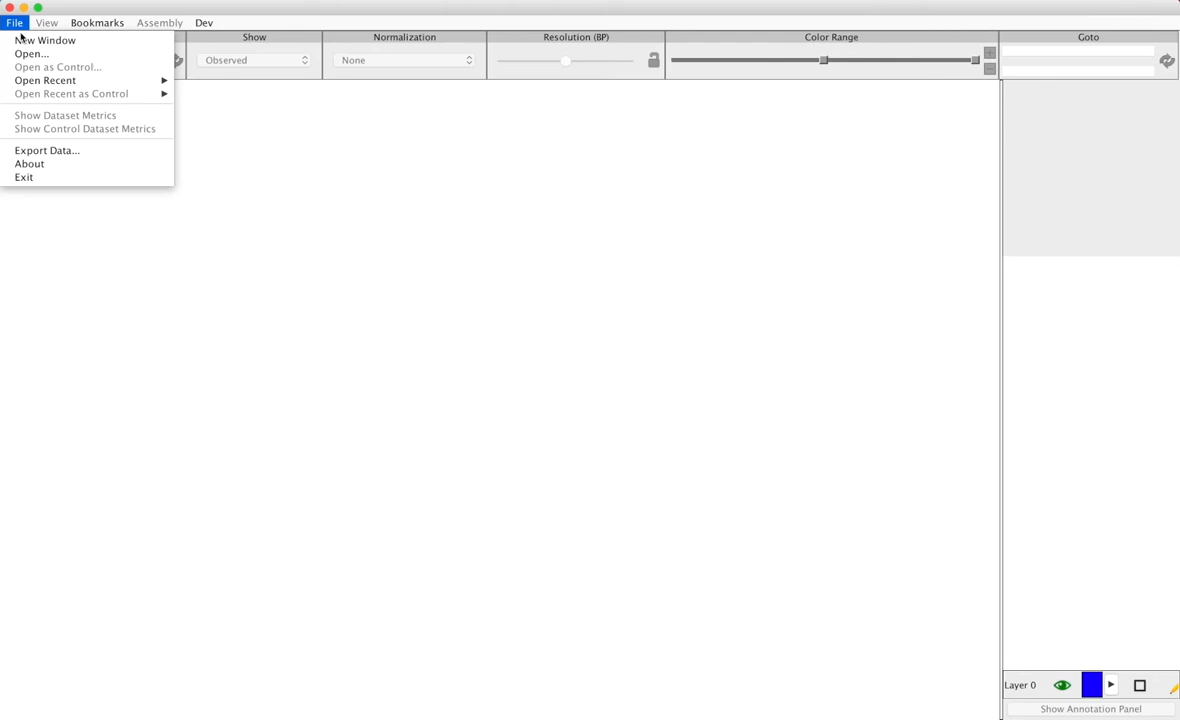 File View Bookmarks Assembly Dev
New Window
Open...
Open as Control...
Open Recent
Open Recent as Control
Show Dataset Metrics
Show Control Dataset Metrics
Export Data...
About
Exit
Show
Observed
Normalization
None
Resolution (BP)
Color Range
Goto
Layer 0
Show Annotation Panel